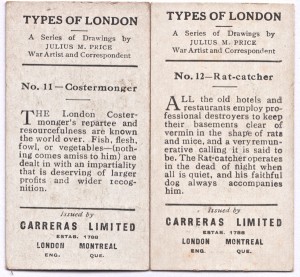 TYPES OF LONDON
A Series of Drawings by
JULIUS M. PRICE
War Artist and Correspondent
No. 11 — Costermonger
THE London Coster-
monger's repartee and
resourcefulness are known
the world over. Fish, flesh,
fowl, or vegetables—(noth-
ing comes amiss to him) are
dealt in with an impartiality
that is deserving of larger
profits and wider recog-
nition.
Issued by
CARRERAS LIMITED
ESTAB. 1788
LONDON MONTREAL
ENG. QUE.
TYPES OF LONDON
A Series of Drawings by
JULIUS M. PRICE
War Artist and Correspondent
No. 12—Rat-catcher
ALL the old hotels and
restaurants employ pro-
fessional destroyers to keep
their basements clear of
vermin in the shape of rats
and mice, and a very remun-
erative calling it is said to
be. The Rat-catcher operates
in the dead of night when
all is quiet, and his faithful
dog always accompanies
him.
Issued by
CARRERAS LIMITED
ESTAB. 1788
LONDON MONTREAL
ENG. QUE.